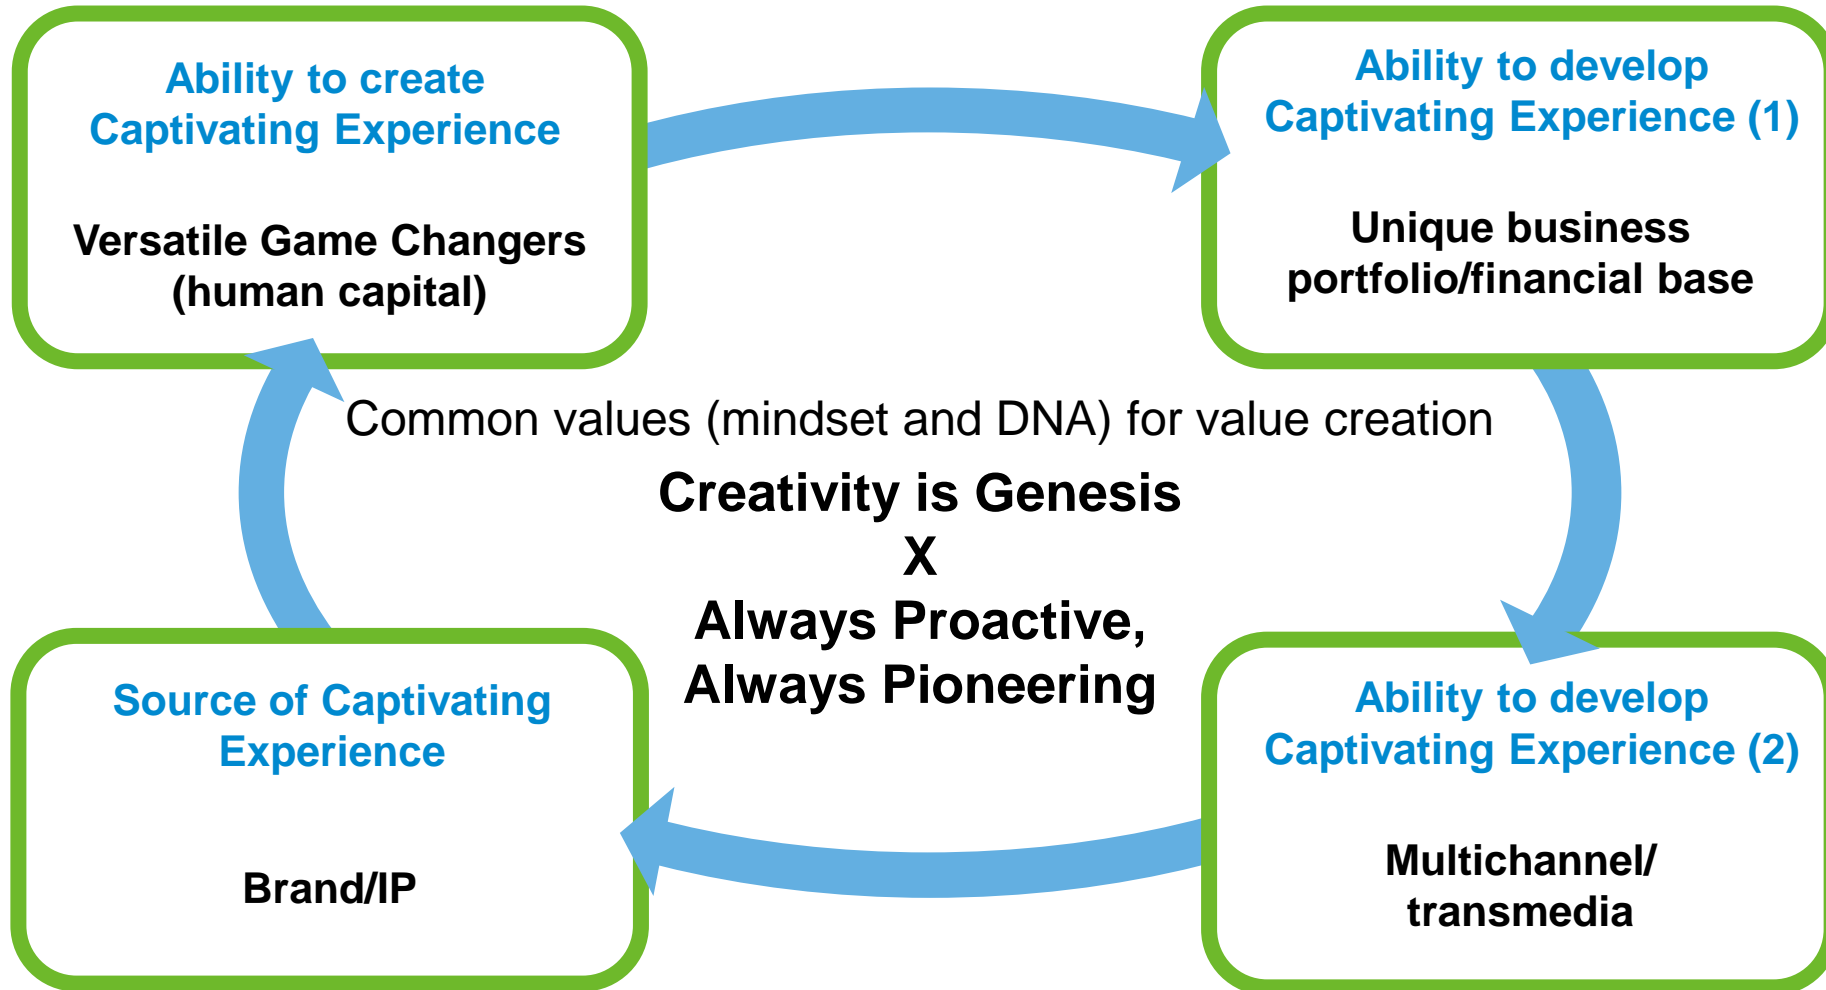 Ability to create
Captivating Experience
Versatile Game Changers
(human capital)
Ability to develop
Captivating Experience (1)
Unique business
portfolio/financial base
Common values (mindset and DNA) for value creation
Creativity is Genesis
X
Always Proactive,
Always Pioneering
Source of Captivating
Experience
Brand/IP
Ability to develop
Captivating Experience (2)
Multichannel/
transmedia